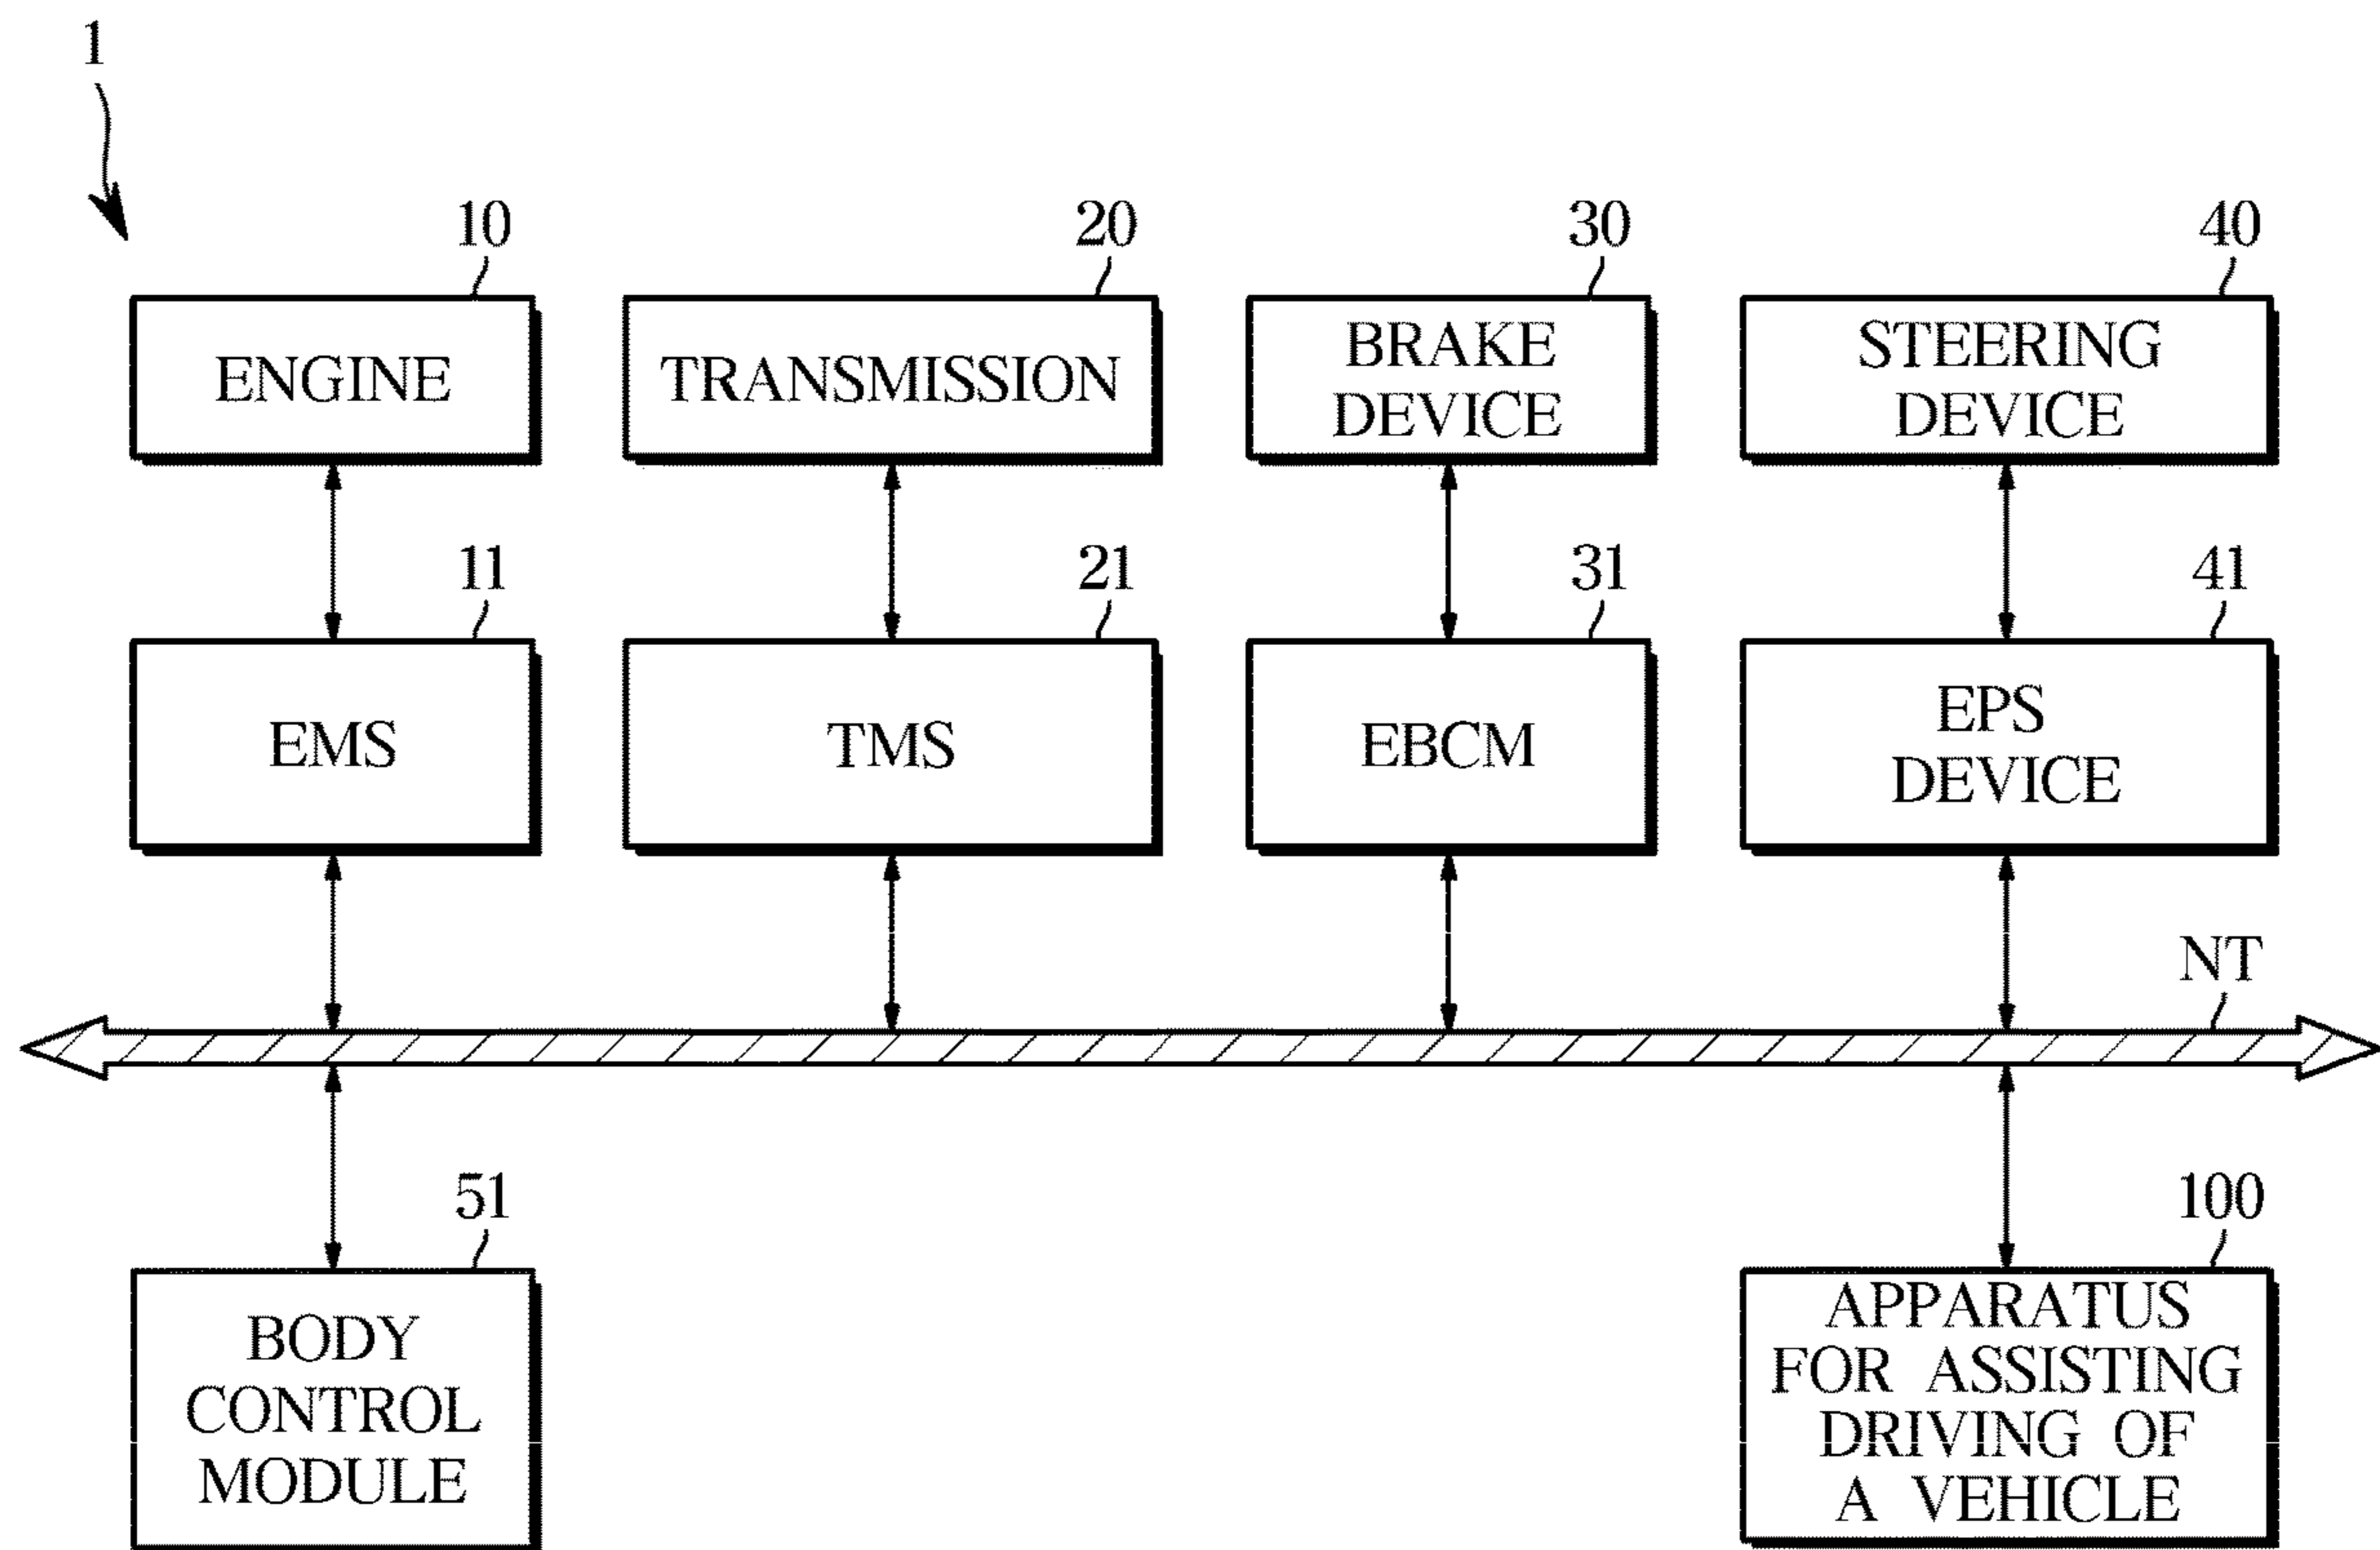 1
10
20
30
40
ENGINE
TRANSMISSION
BRAKE
DEVICE
STEERING
DEVICE
11
21
31
41
EMS
TMS
EBCM
EPS
DEVICE
NT
51
100
BODY
CONTROL
MODULE
APPARATUS
FOR ASSISTING
DRIVING OF
A VEHICLE